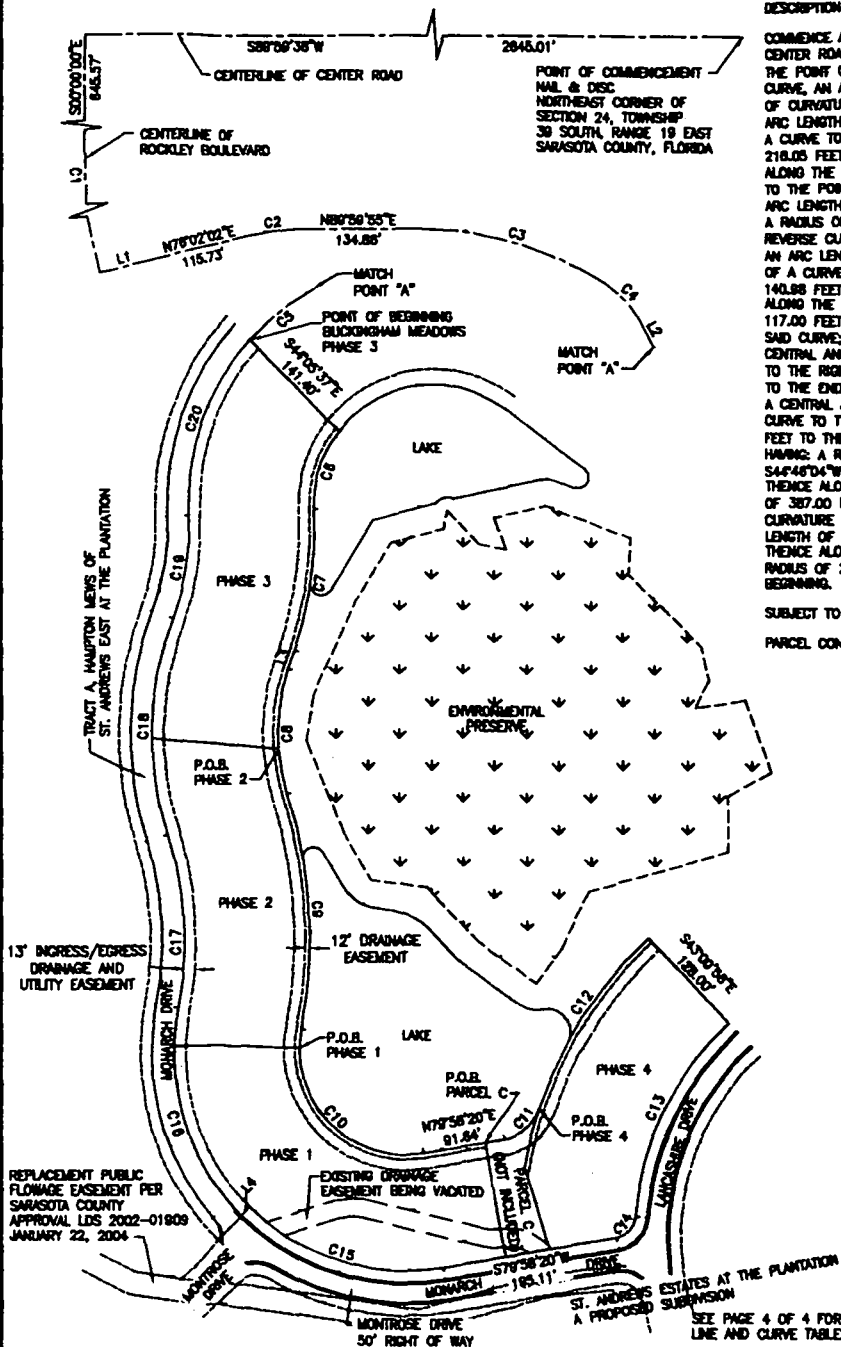 S89°59'38"W
2645.01'
CENTERLINE OF CENTER ROAD
POINT OF COMMENCEMENT
NAIL & DISC
NORTHEAST CORNER OF
SECTION 24, TOWNSHIP
39 SOUTH, RANGE 19 EAST
SARASOTA COUNTY, FLORIDA
S00°00'00"E
645.57'
CENTERLINE OF
ROCKLEY BOULEVARD
L3
L1
N76°02'02"E
115.73'
C2
N89°59'55"E
134.86'
C3
C4
L2
MATCH
POINT "A"
C5
MATCH
POINT "A"
POINT OF BEGINNING
BUCKINGHAM MEADOWS
PHASE 3
S44°05'37"E
141.40'
C20
C6
LAKE
TRACT A, HAMPTON MEWS OF
ST. ANDREWS EAST AT THE PLANTATION
C19
PHASE 3
C7
C18
C8
ENVIRONMENTAL
PRESERVE
P.O.B.
PHASE 2
PHASE 2
C9
C17
13' INGRESS/EGRESS
DRAINAGE AND
UTILITY EASEMENT
12' DRAINAGE
EASEMENT
S43°00'58"E
128.00'
C12
MONARCH DRIVE
P.O.B.
PHASE 1
LAKE
PHASE 4
C13
LANCASHIRE DRIVE
P.O.B.
PARCEL C
C16
C10
N79°58'20"E
91.84'
C11
P.O.B.
PHASE 4
PHASE 1
PARCEL C
(NOT INCLUDED)
REPLACEMENT PUBLIC
FLOWAGE EASEMENT PER
SARASOTA COUNTY
APPROVAL LDS 2002-01909
JANUARY 22, 2004
L4
EXISTING DRAINAGE
EASEMENT BEING VACATED
C14
C15
MONTROSE
DRIVE
MONARCH DRIVE
S79°58'20"W
195.11'
MONTROSE DRIVE
50' RIGHT OF WAY
ST. ANDREWS ESTATES AT THE PLANTATION
A PROPOSED SUBDIVISION
SEE PAGE 4 OF 4 FOR
LINE AND CURVE TABLE
DESCRIPTION
COMMENCE A
CENTER ROA
THE POINT O
CURVE, AN A
OF CURVATU
ARC LENGTH
A CURVE TO
216.05 FEET
ALONG THE
TO THE POIN
ARC LENGTH
A RADIUS O
REVERSE CU
AN ARC LEN
OF A CURVE
140.98 FEET
ALONG THE
117.00 FEET
SAID CURVE;
CENTRAL AN
TO THE RIGH
TO THE END
A CENTRAL
CURVE TO T
FEET TO THE
HAVING: A R
S44°46'04"W
THENCE ALO
OF 387.00
CURVATURE
LENGTH OF
THENCE ALO
RADIUS OF 2
BEGINNING.
SUBJECT TO
PARCEL CON